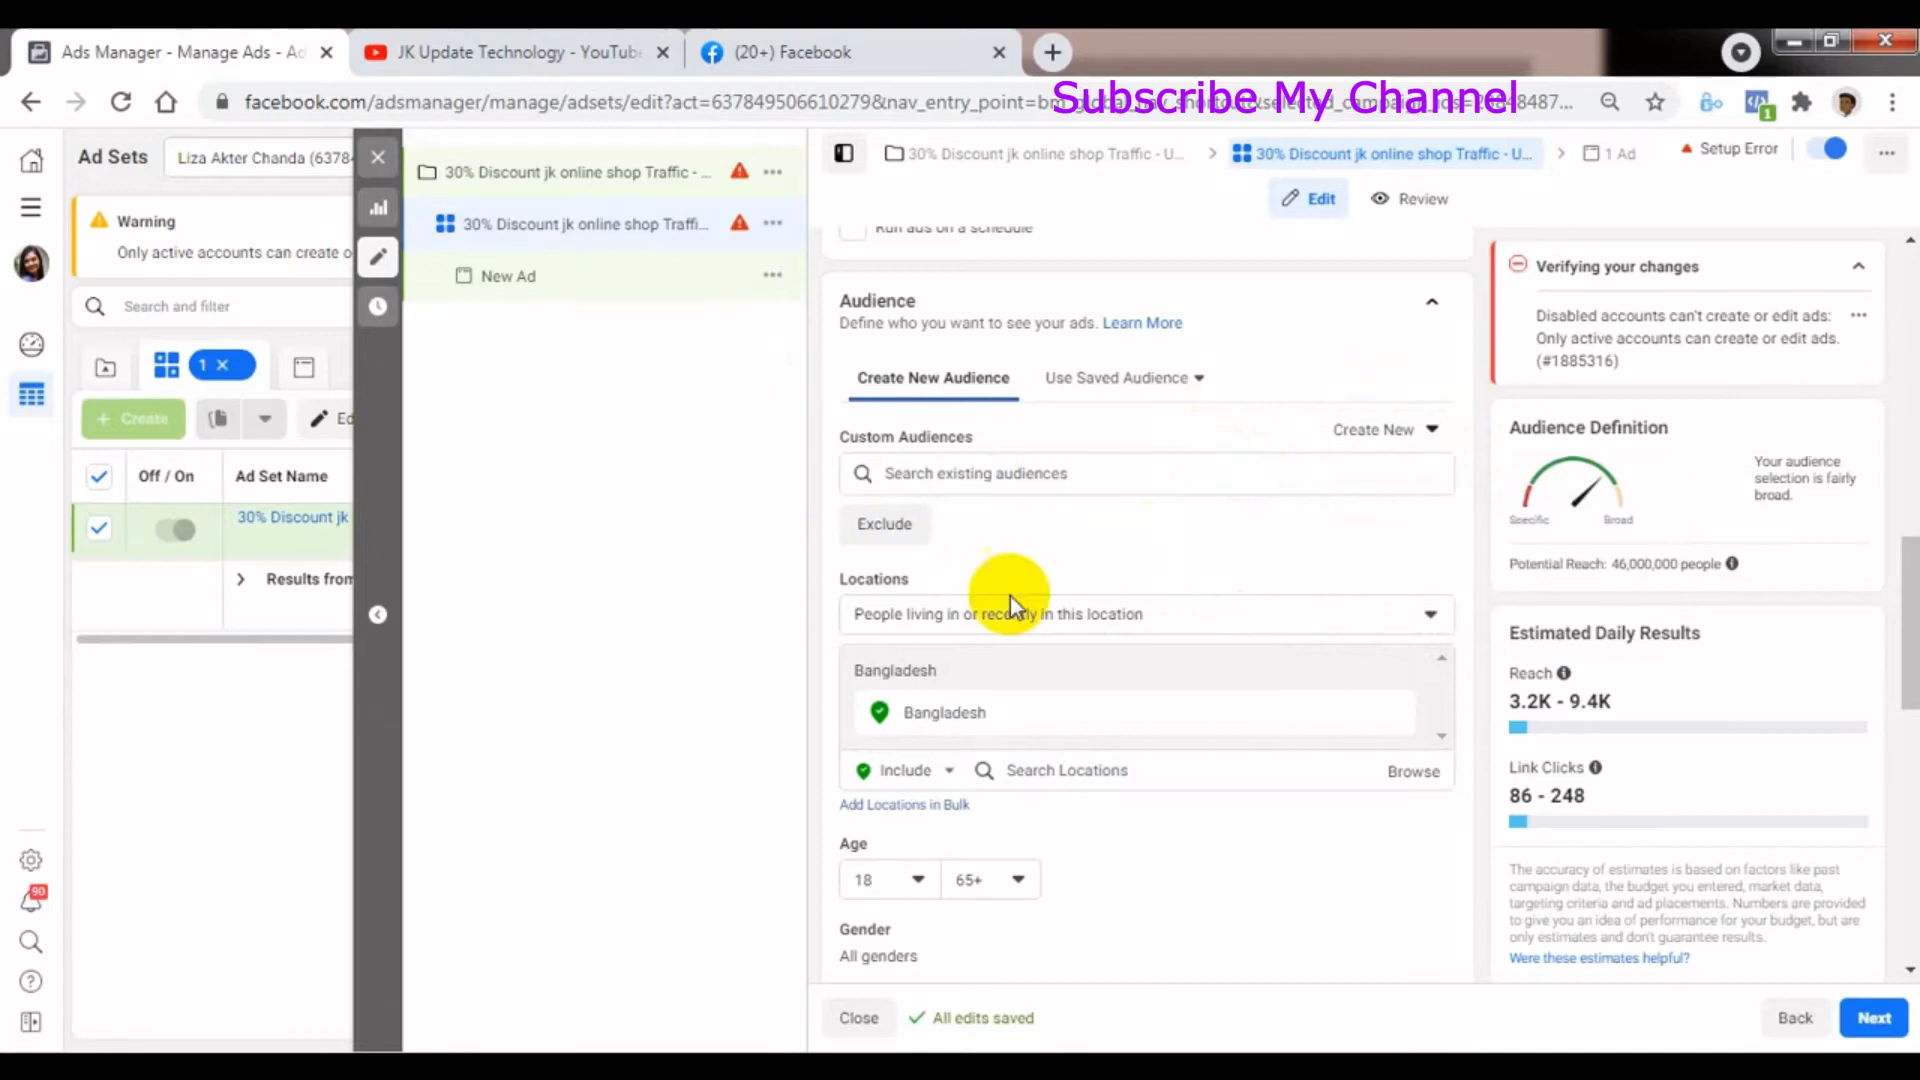 Ads Manager - Manage Ads - Ad
JK Update Technology - YouTube
(20+) Facebook
facebook.com/adsmanager/manage/adsets/edit?act=637849506610279&nav_entry_point=bm
Subscribe My Channel
Ad Sets
Liza Akter Chanda (6378
30% Discount jk online shop Traffic - ...
30% Discount jk online shop Traffic - U...
30% Discount jk online shop Traffic - U...
1 Ad
Setup Error
Edit
Review
Warning
Only active accounts can create o
30% Discount jk online shop Traffi...
New Ad
Run ads on a schedule
Search and filter
1
Create
Ed
Off / On
Ad Set Name
30% Discount jk
Results from
Audience
Define who you want to see your ads. Learn More
Create New Audience
Use Saved Audience
Custom Audiences
Create New
Search existing audiences
Exclude
Locations
People living in or recently in this location
Bangladesh
Bangladesh
Include
Search Locations
Browse
Add Locations in Bulk
Age
18
65+
Gender
All genders
Verifying your changes
Disabled accounts can't create or edit ads:
Only active accounts can create or edit ads.
(#1885316)
Audience Definition
Your audience
selection is fairly
broad.
Specific
Broad
Potential Reach: 46,000,000 people
Estimated Daily Results
Reach
3.2K - 9.4K
Link Clicks
86 - 248
The accuracy of estimates is based on factors like past
campaign data, the budget you entered, market data,
targeting criteria and ad placements. Numbers are provided
to give you an idea of performance for your budget, but are
only estimates and don't guarantee results.
Were these estimates helpful?
90
1
Close
All edits saved
Back
Next